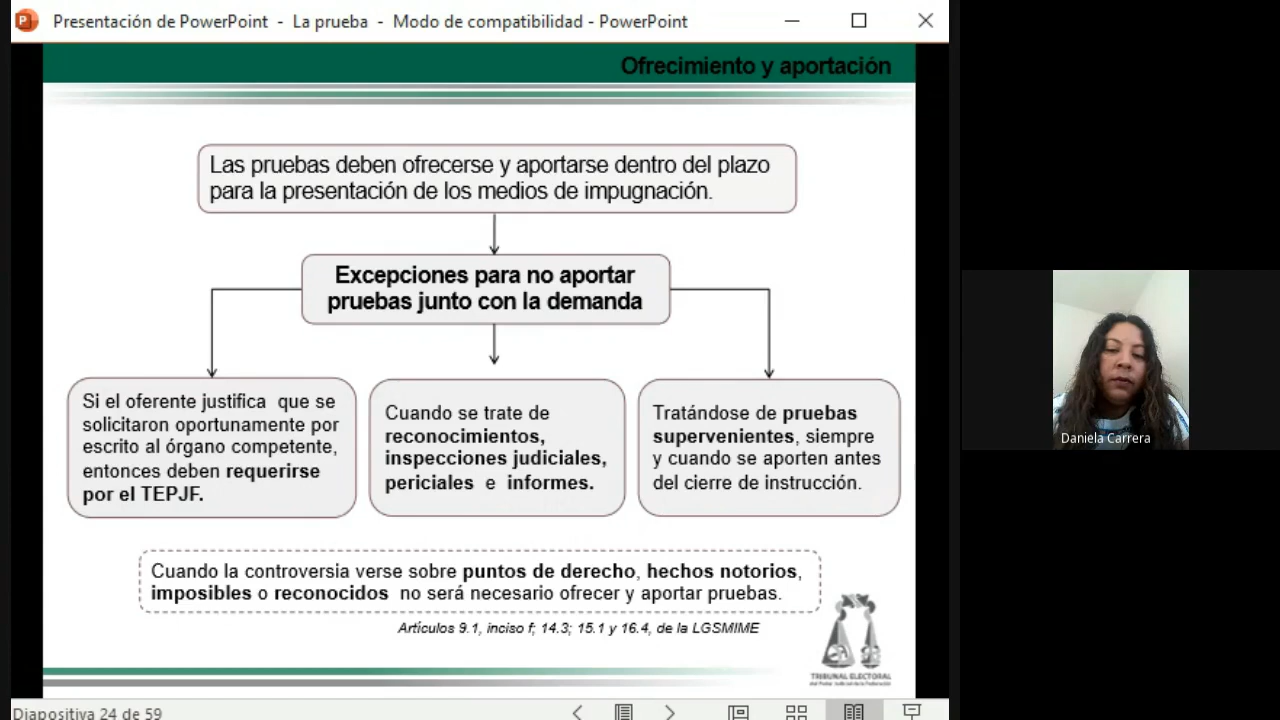 Presentación de PowerPoint - La prueba - Modo de compatibilidad - PowerPoint
Ofrecimiento y aportación
Las pruebas deben ofrecerse y aportarse dentro del plazo
para la presentación de los medios de impugnación.
Excepciones para no aportar
pruebas junto con la demanda
Si el oferente justifica que se
solicitaron oportunamente por
escrito al órgano competente,
entonces deben requerirse
por el TEPJF.
Cuando se trate de
reconocimientos,
inspecciones judiciales,
periciales e informes.
Tratándose de pruebas
supervenientes, siempre
y cuando se aporten antes
del cierre de instrucción.
Daniela Carrera
Cuando la controversia verse sobre puntos de derecho, hechos notorios,
imposibles o reconocidos no será necesario ofrecer y aportar pruebas.
Artículos 9.1, inciso f; 14.3; 15.1 y 16.4, de la LGSMIME
TRIBUNAL ELECTORAL
del Poder Judicial de la Federación
Diapositiva 24 de 59